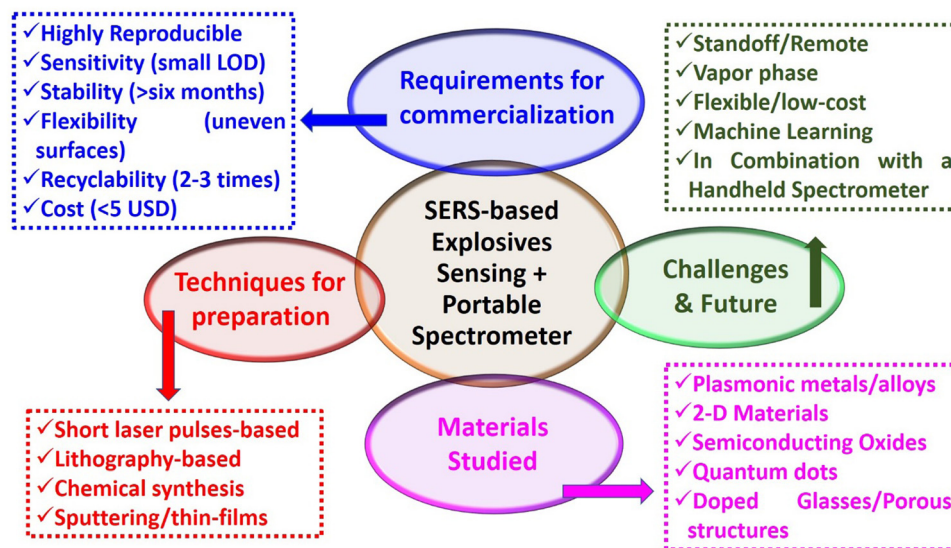 ✓Highly Reproducible
✓Sensitivity (small LOD)
✓Stability (>six months)
✓Flexibility (uneven
surfaces)
✓Recyclability (2-3 times)
✓Cost (<5 USD)
Requirements for
commercialization
✓Standoff/Remote
✓Vapor phase
✓Flexible/low-cost
✓Machine Learning
✓In Combination with a
Handheld Spectrometer
SERS-based
Explosives
Sensing +
Portable
Spectrometer
Techniques for
preparation
Challenges
& Future
✓Short laser pulses-based
✓Lithography-based
✓Chemical synthesis
✓Sputtering/thin-films
Materials
Studied
✓Plasmonic metals/alloys
✓2-D Materials
✓Semiconducting Oxides
✓Quantum dots
✓Doped Glasses/Porous
structures